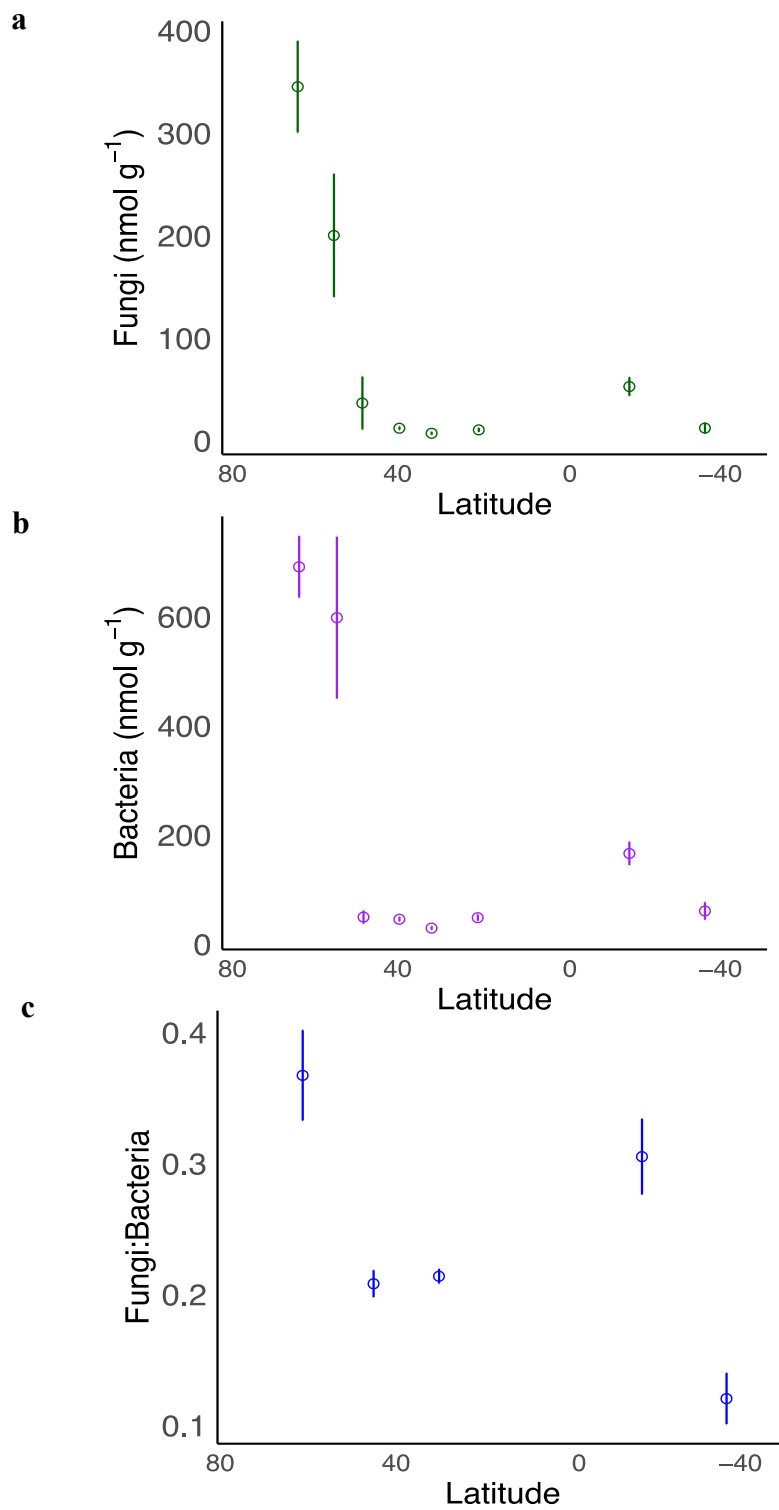 a
400
300
200
100
0
Fungi (nmol g⁻¹)
80 40 0 −40
Latitude
b
600
400
200
0
Bacteria (nmol g⁻¹)
80 40 0 −40
Latitude
c
0.4
0.3
0.2
0.1
Fungi:Bacteria
80 40 0 −40
Latitude